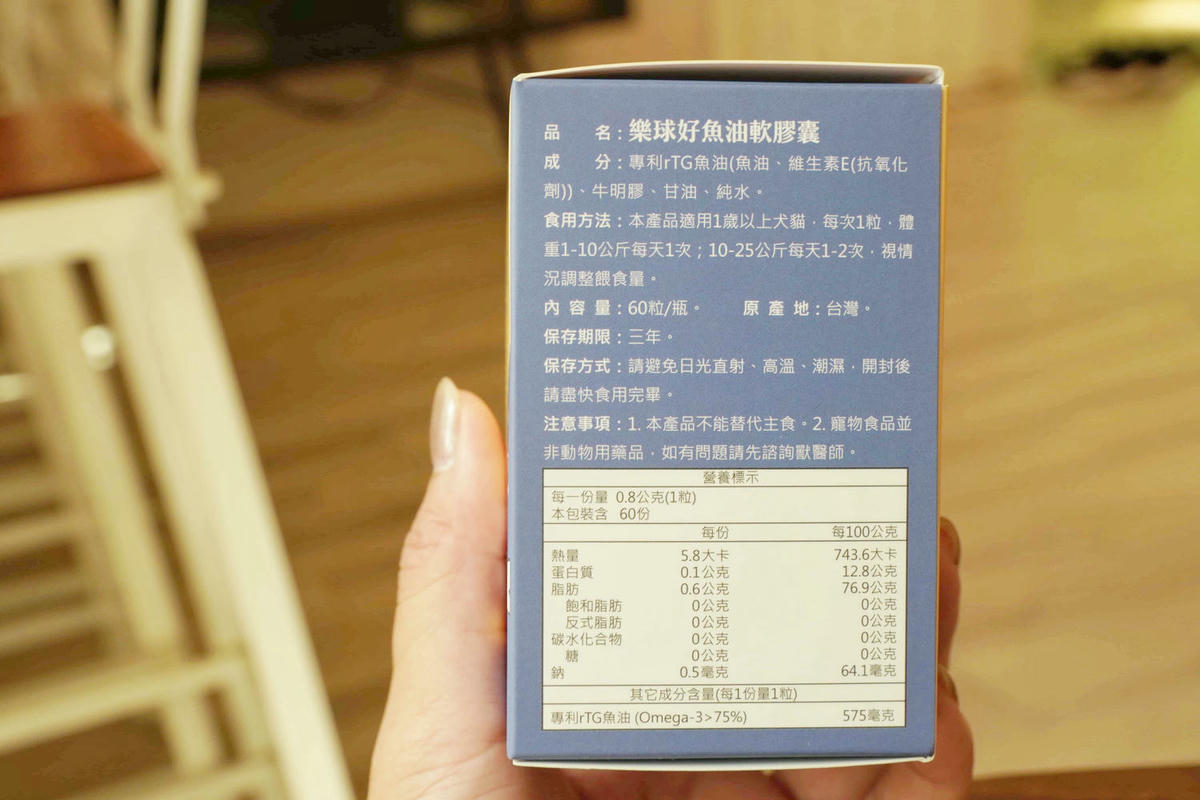 品名：樂球好魚油軟膠囊
成分：專利rTG魚油(魚油、維生素E(抗氧化
劑))、牛明膠、甘油、純水。
食用方法：本產品適用1歲以上犬貓，每次1粒，體
重1-10公斤每天1次；10-25公斤每天1-2次，視情
況調整餵食量。
內容量：60粒/瓶。 原產地：台灣。
保存期限：三年。
保存方式：請避免日光直射、高溫、潮濕，開封後
請盡快食用完畢。
注意事項：1. 本產品不能替代主食。2. 寵物食品並
非動物用藥品，如有問題請先諮詢獸醫師。
營養標示
每一份量 0.8公克(1粒)
本包裝含 60份
每份 每100公克
熱量 5.8大卡 743.6大卡
蛋白質 0.1公克 12.8公克
脂肪 0.6公克 76.9公克
飽和脂肪 0公克 0公克
反式脂肪 0公克 0公克
碳水化合物 0公克 0公克
糖 0公克 0公克
鈉 0.5毫克 64.1毫克
其它成分含量(每1份量1粒)
專利rTG魚油 (Omega-3>75%) 575毫克